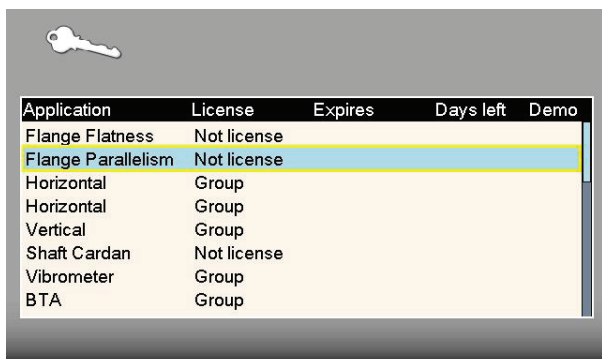 Application License Expires Days left Demo
Flange Flatness Not license
Flange Parallelism Not license
Horizontal Group
Horizontal Group
Vertical Group
Shaft Cardan Not license
Vibrometer Group
BTA Group